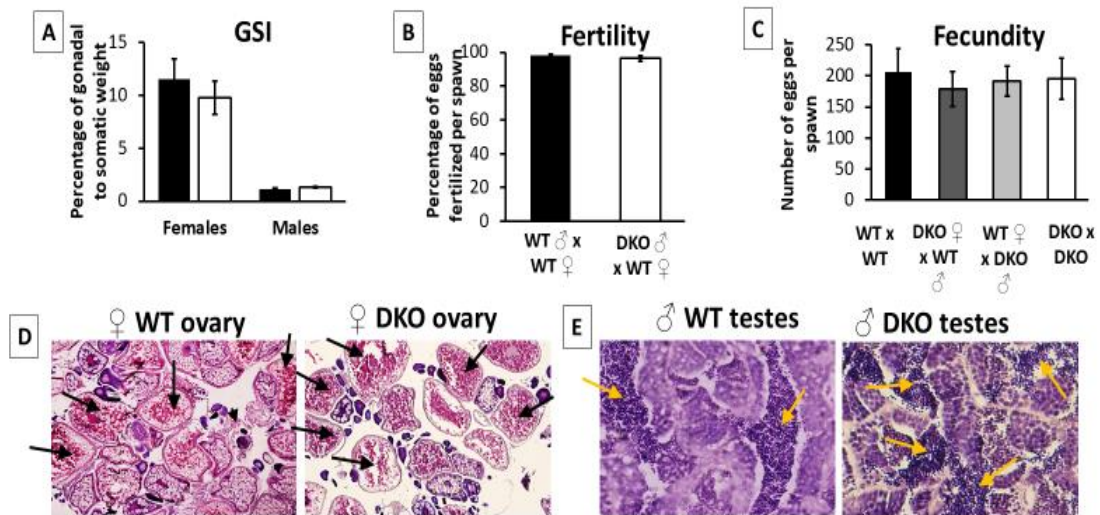 A
GSI
Percentage of gonadal
to somatic weight
15
10
5
0
Females
Males
B
Fertility
Percentage of eggs
fertilized per spawn
100
80
60
40
20
0
WT ♂ x
WT ♀
DKO ♂
x WT ♀
C
Fecundity
Number of eggs per
spawn
250
200
150
100
50
0
WT x
WT
DKO ♀
x WT
♂
WT ♀
x DKO
♂
DKO x
DKO
D
♀ WT ovary
♀ DKO ovary
E
♂ WT testes
♂ DKO testes